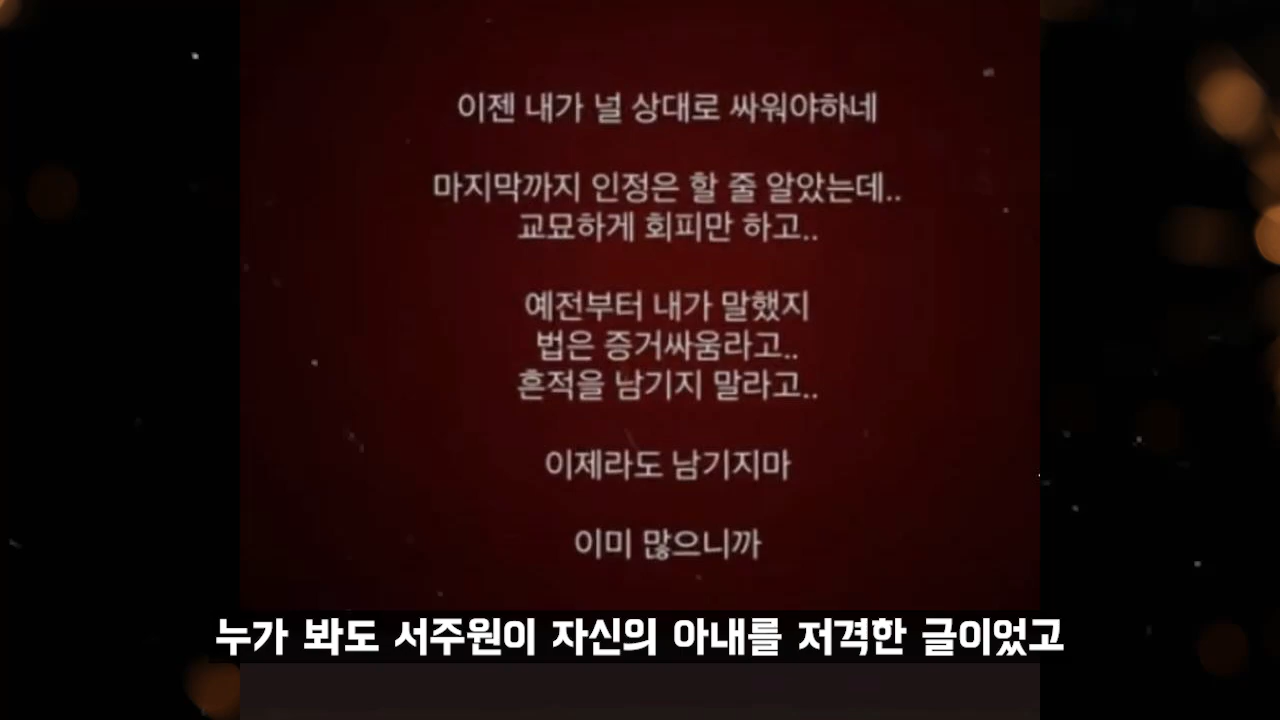 이젠 내가 널 상대로 싸워야하네
마지막까지 인정은 할 줄 알았는데..
교묘하게 회피만 하고..
예전부터 내가 말했지
법은 증거싸움라고..
흔적을 남기지 말라고..
이제라도 남기지마
이미 많으니까
누가 봐도 서주원이 자신의 아내를 저격한 글이었고